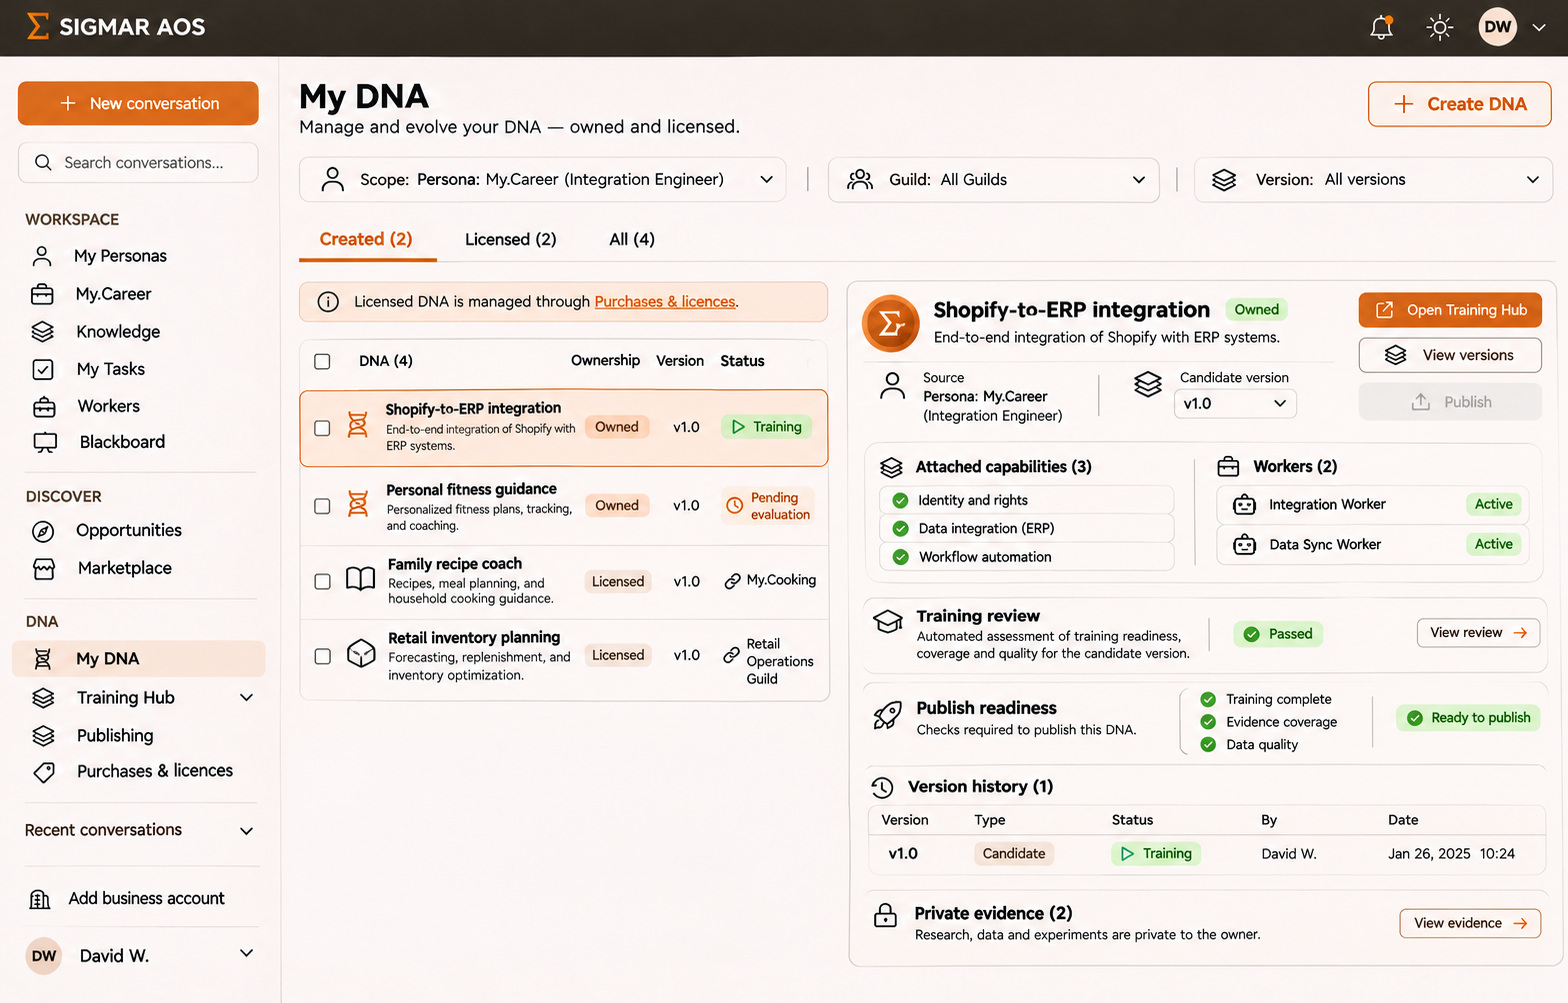 SIGMAR AOS
DW
New conversation
Search conversations...
WORKSPACE
My Personas
My.Career
Knowledge
My Tasks
Workers
Blackboard
DISCOVER
Opportunities
Marketplace
DNA
My DNA
Training Hub
Publishing
Purchases & licences
Recent conversations
Add business account
DW
David W.
My DNA
Manage and evolve your DNA — owned and licensed.
Create DNA
Scope: Persona: My.Career (Integration Engineer)
Guild: All Guilds
Version: All versions
Created (2)
Licensed (2)
All (4)
Licensed DNA is managed through Purchases & licences.
DNA (4) Ownership Version Status
Shopify-to-ERP integration
End-to-end integration of Shopify with
ERP systems.
Owned
v1.0
Training
Personal fitness guidance
Personalized fitness plans, tracking,
and coaching.
Owned
v1.0
Pending
evaluation
Family recipe coach
Recipes, meal planning, and
household cooking guidance.
Licensed
v1.0
My.Cooking
Retail inventory planning
Forecasting, replenishment, and
inventory optimization.
Licensed
v1.0
Retail
Operations
Guild
Shopify-to-ERP integration
Owned
End-to-end integration of Shopify with ERP systems.
Open Training Hub
View versions
Publish
Source
Persona: My.Career
(Integration Engineer)
Candidate version
v1.0
Attached capabilities (3)
Identity and rights
Data integration (ERP)
Workflow automation
Workers (2)
Integration Worker
Active
Data Sync Worker
Active
Training review
Automated assessment of training readiness,
coverage and quality for the candidate version.
Passed
View review
Publish readiness
Checks required to publish this DNA.
Training complete
Evidence coverage
Data quality
Ready to publish
Version history (1)
Version Type Status By Date
v1.0 Candidate Training David W. Jan 26, 2025 10:24
Private evidence (2)
Research, data and experiments are private to the owner.
View evidence